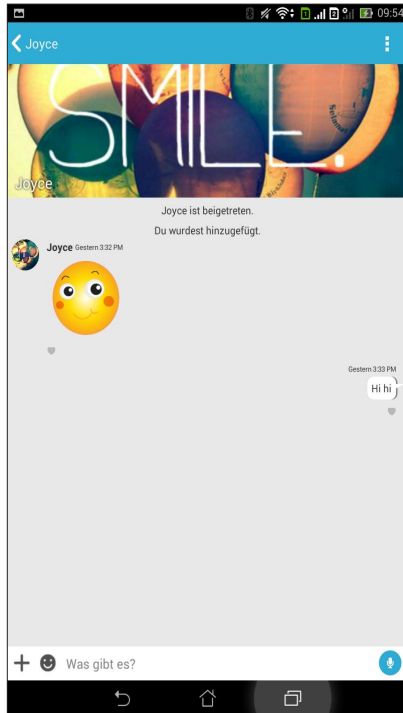 09:54
Joyce
SMILE.
Joyce
Joyce ist beigetreten.
Du wurdest hinzugefügt.
Joyce Gestern 3:32 PM
Gestern 3:33 PM
Hi hi
Was gibt es?